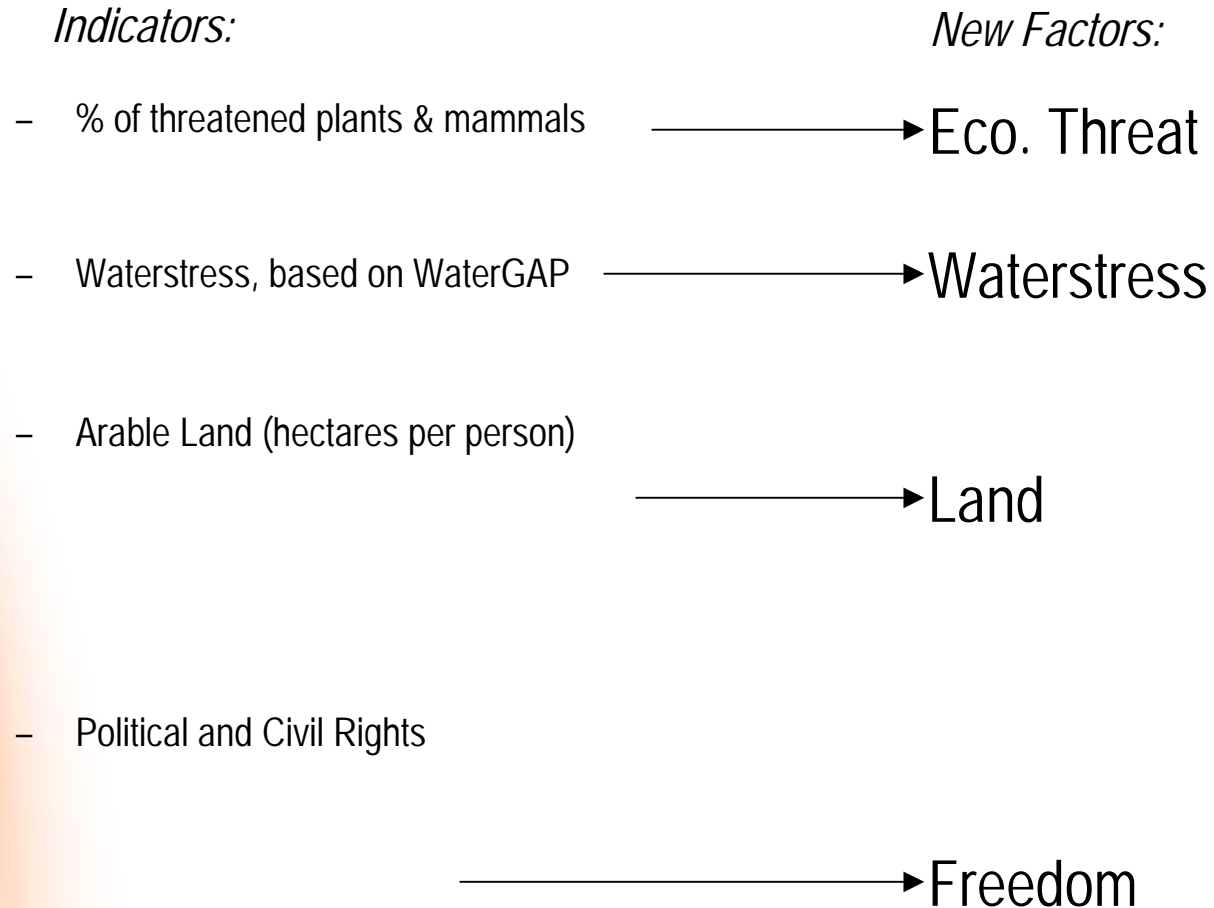 Indicators: New Factors:
– % of threatened plants & mammals Eco. Threat
– Waterstress, based on WaterGAP Waterstress
– Arable Land (hectares per person)
Land
– Political and Civil Rights
Freedom